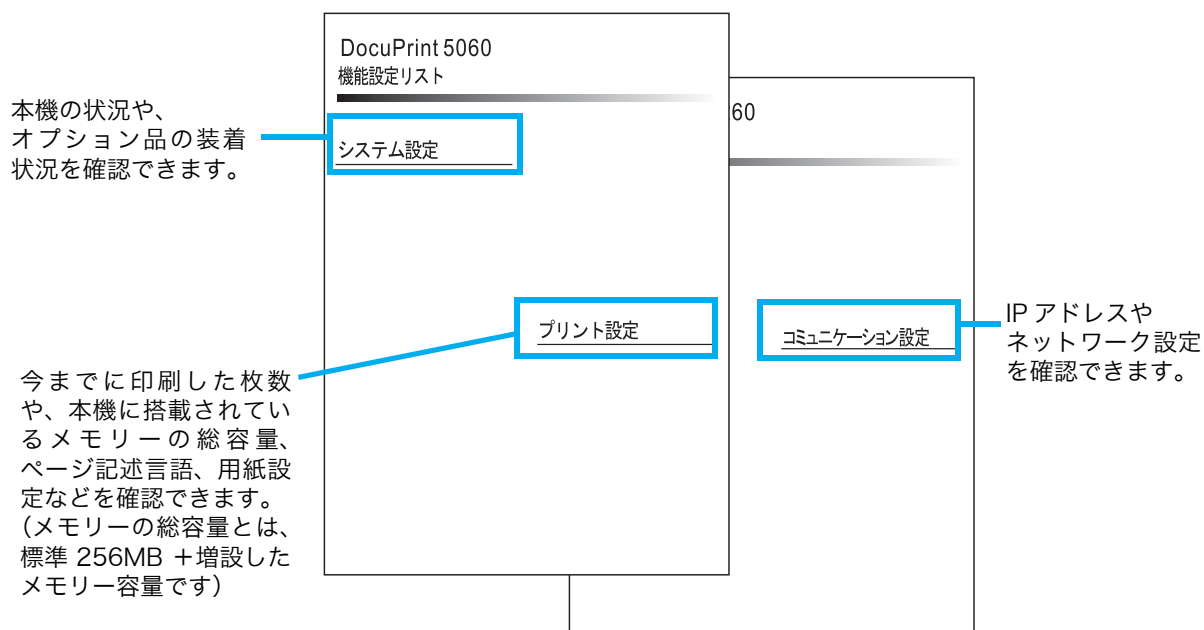 DocuPrint 5060
機能設定リスト
60
本機の状況や、
オプション品の装着
状況を確認できます。
システム設定
プリント設定
コミュニケーション設定
IP アドレスや
ネットワーク設定
を確認できます。
今までに印刷した枚数
や、本機に搭載されてい
るメモリーの総容量、
ページ記述言語、用紙設
定などを確認できます。
（メモリーの総容量とは、
標準 256MB ＋増設した
メモリー容量です）